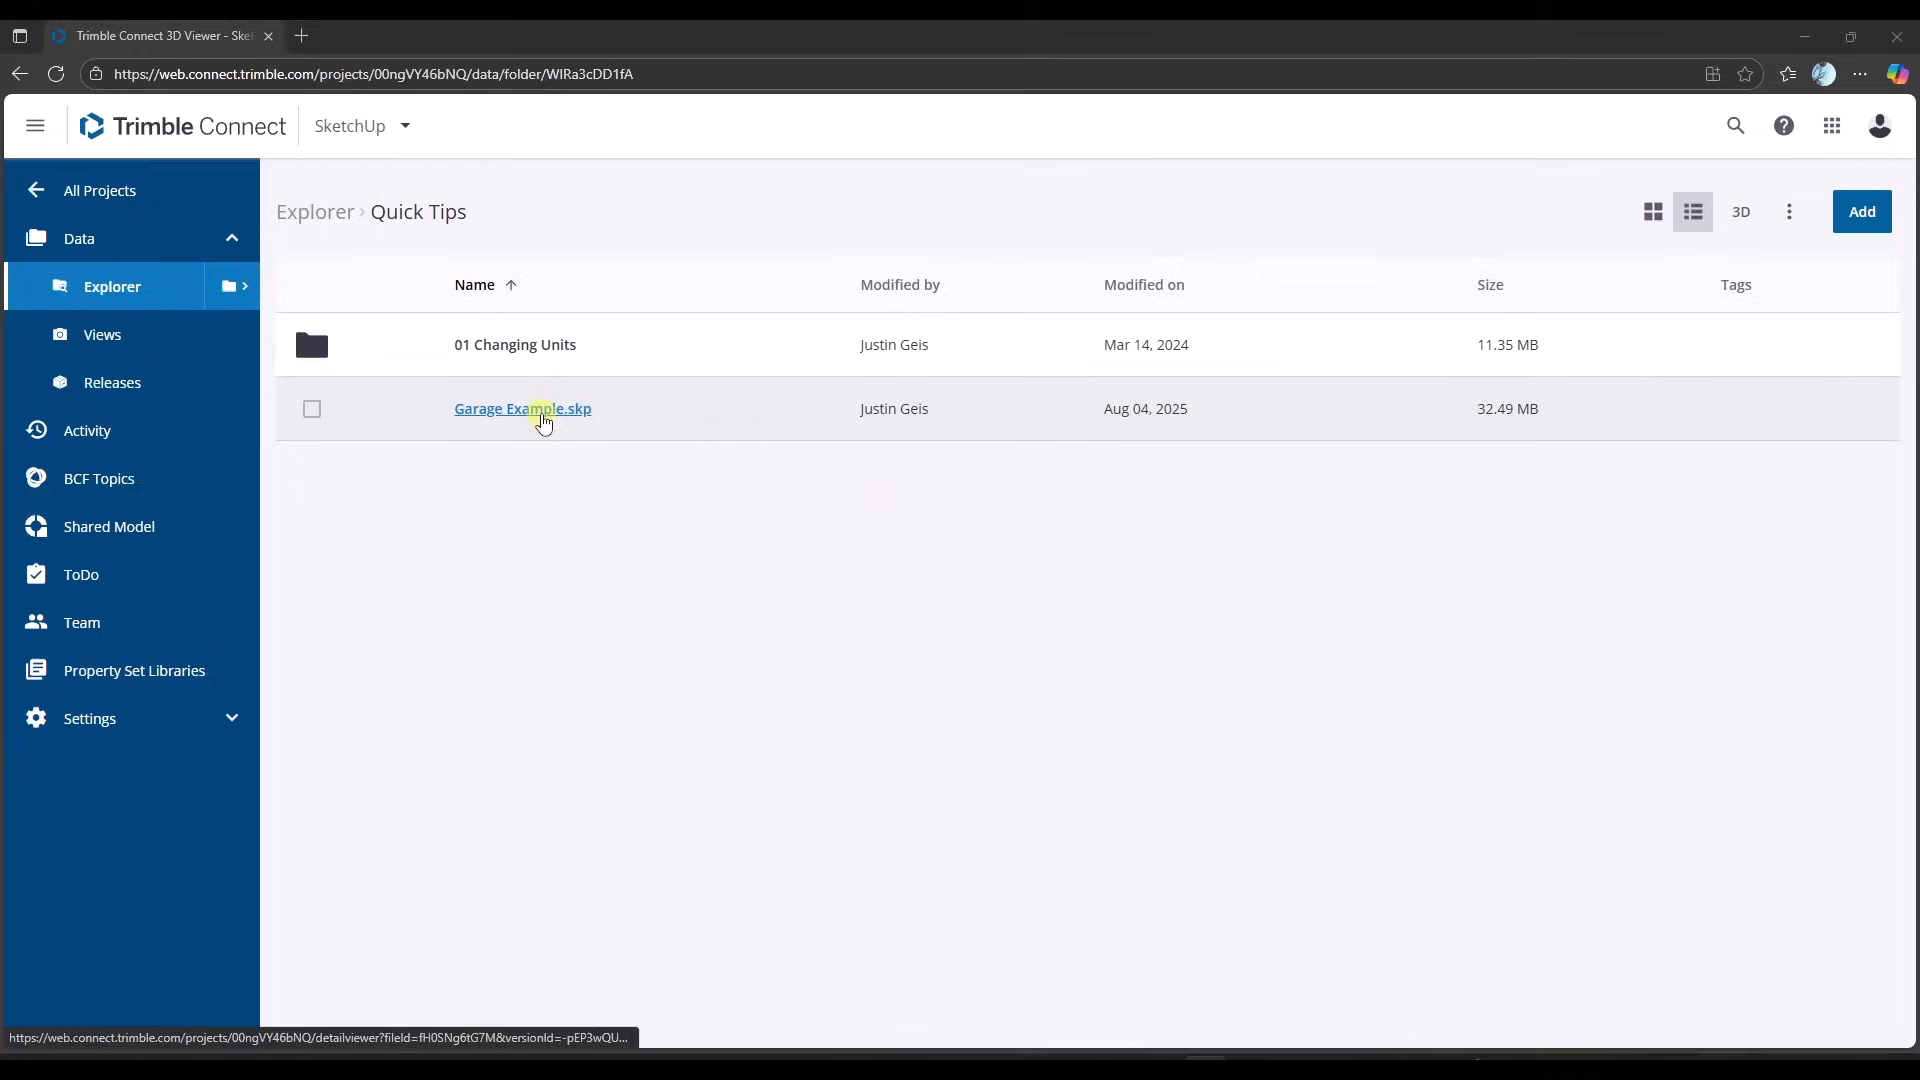 Trimble Connect 3D Viewer - Ske
https://web.connect.trimble.com/projects/00ngVY46bNQ/data/folder/WIRa3cDD1fA
Trimble Connect
SketchUp
All Projects
Data
Explorer
Views
Releases
Activity
BCF Topics
Shared Model
ToDo
Team
Property Set Libraries
Settings
Explorer › Quick Tips
3D
Add
Name Modified by Modified on Size Tags
01 Changing Units Justin Geis Mar 14, 2024 11.35 MB
Garage Example.skp Justin Geis Aug 04, 2025 32.49 MB
https://web.connect.trimble.com/projects/00ngVY46bNQ/detailviewer?fileId=fH0SNg6tG7M&versionId=-pEP3wQU...